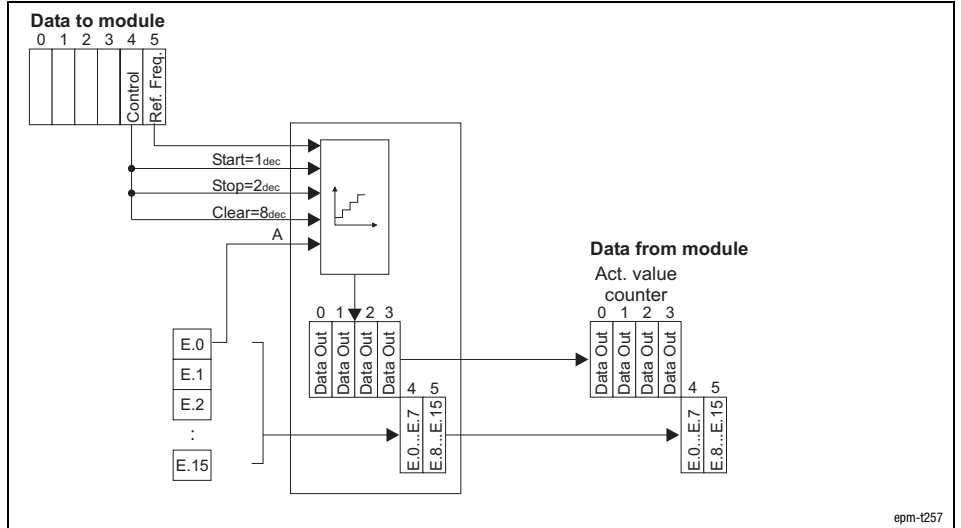 Data to module
0 1 2 3 4 5
Control
Ref. Freq.
Start=1dec
Stop=2dec
Clear=8dec
A
Data from module
Act. value
counter
0 1 2 3
Data Out
Data Out
Data Out
Data Out
4 5
E.0...E.7
E.8...E.15
0 1 2 3
Data Out
Data Out
Data Out
Data Out
4 5
E.0...E.7
E.8...E.15
E.0
E.1
E.2
:
E.15
epm-t257